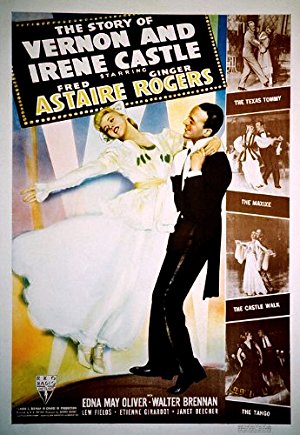 THE STORY OF
VERNON AND
IRENE CASTLE
STARRING
FRED GINGER
ASTAIRE ROGERS
THE TEXAS TOMMY
THE MAXIXE
THE CASTLE WALK
THE TANGO
RKO
RADIO
EDNA MAY OLIVER • WALTER BRENNAN
LEW FIELDS • ETIENNE GIRARDOT • JANET BEECHER